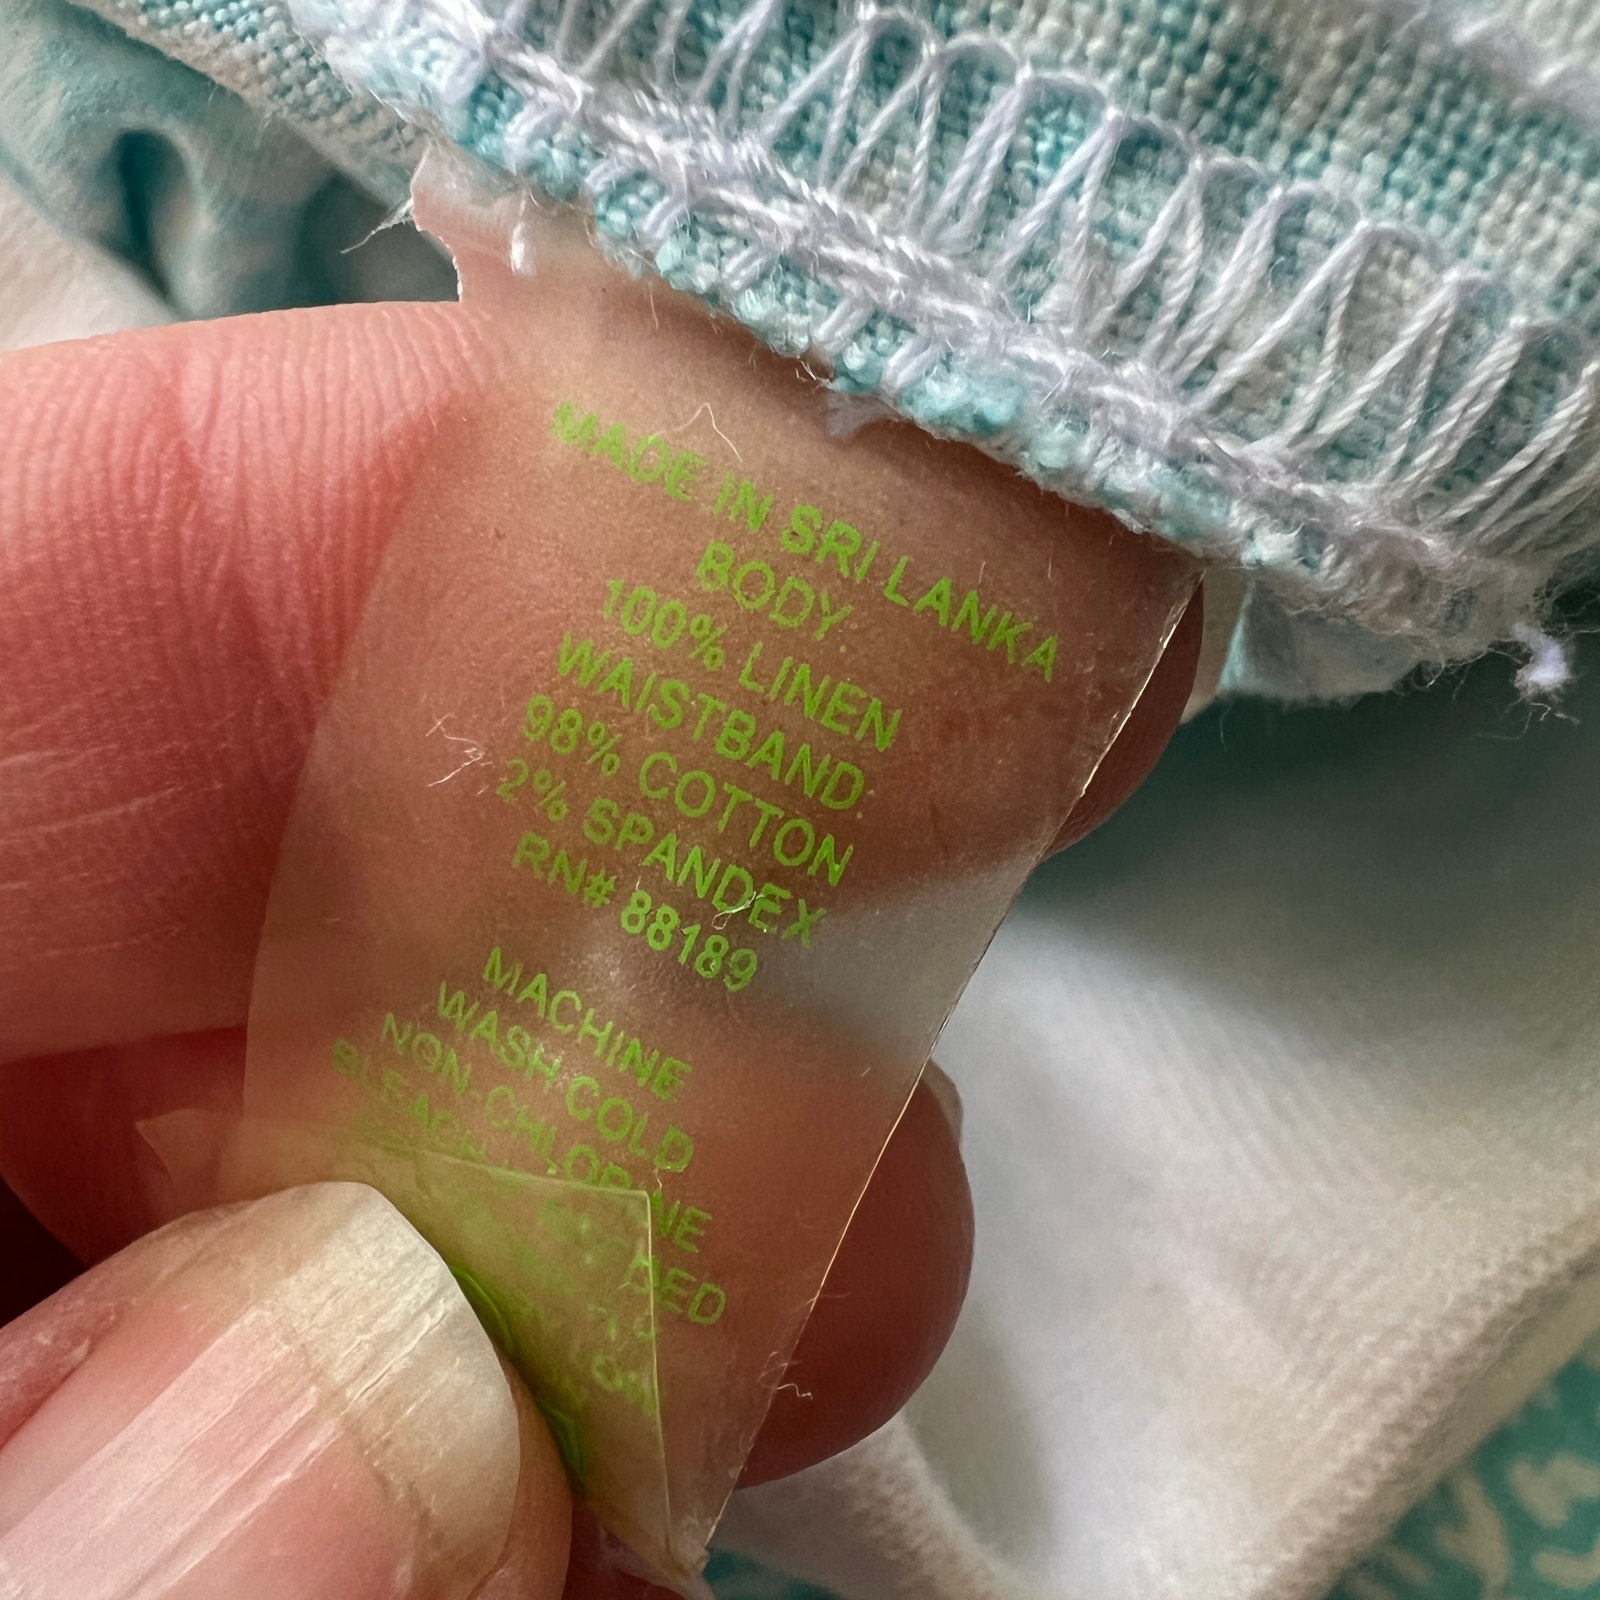 MADE IN SRI LANKA
BODY
100% LINEN
WAISTBAND
98% COTTON
2% SPANDEX
RN# 88189
MACHINE
WASH COLD
NON-CHLORINE
BLEACH